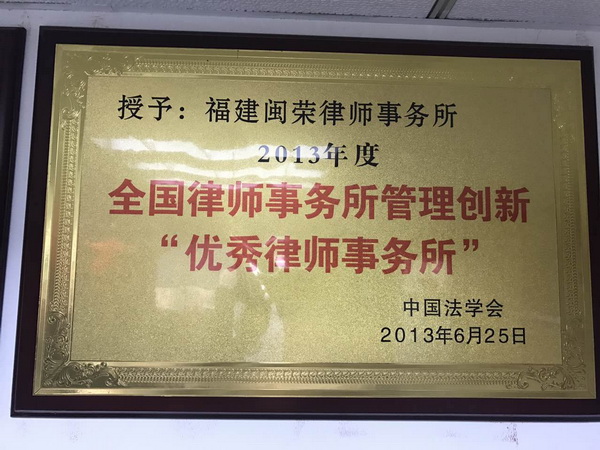 授予：福建闽荣律师事务所
2013年度
全国律师事务所管理创新
“优秀律师事务所”
中国法学会
2013年6月25日